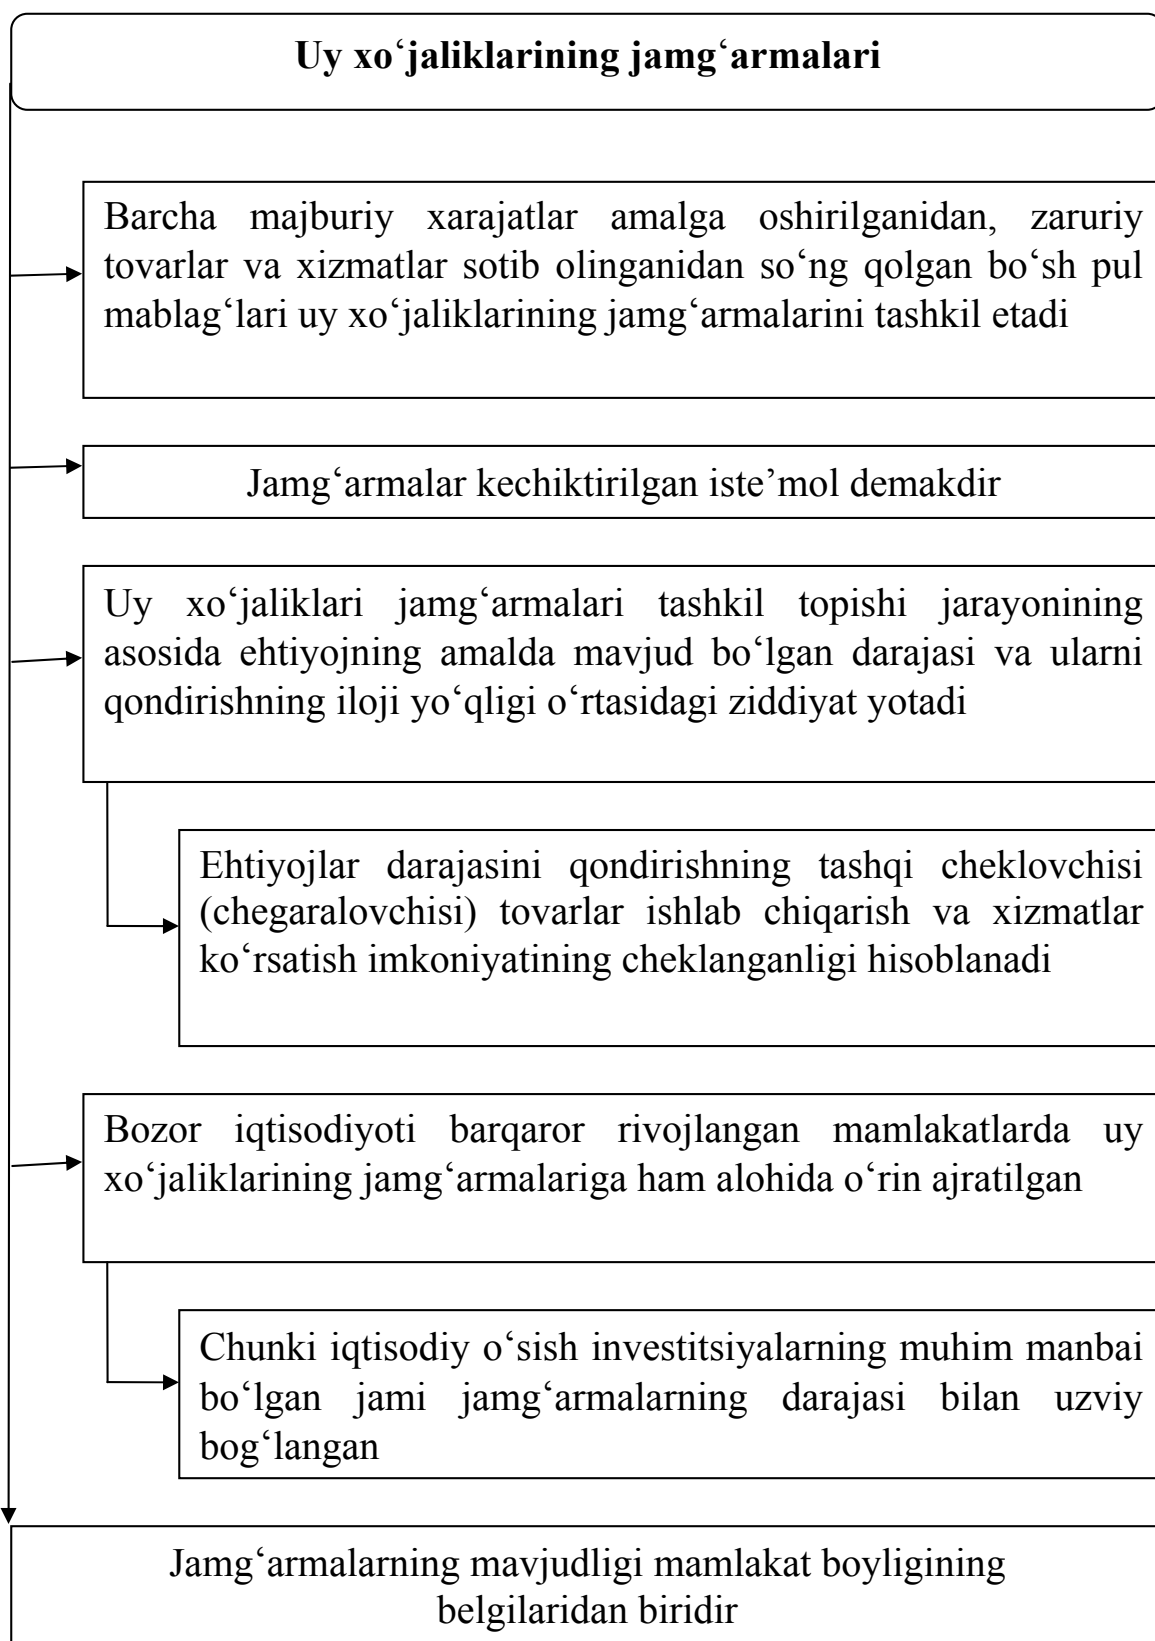 Uy xo‘jaliklarining jamg‘armalari
Barcha majburiy xarajatlar amalga oshirilganidan, zaruriy
tovarlar va xizmatlar sotib olinganidan so‘ng qolgan bo‘sh pul
mablag‘lari uy xo‘jaliklarining jamg‘armalarini tashkil etadi
Jamg‘armalar kechiktirilgan iste’mol demakdir
Uy xo‘jaliklari jamg‘armalari tashkil topishi jarayonining
asosida ehtiyojning amalda mavjud bo‘lgan darajasi va ularni
qondirishning iloji yo‘qligi o‘rtasidagi ziddiyat yotadi
Ehtiyojlar darajasini qondirishning tashqi cheklovchisi
(chegaralovchisi) tovarlar ishlab chiqarish va xizmatlar
ko‘rsatish imkoniyatining cheklanganligi hisoblanadi
Bozor iqtisodiyoti barqaror rivojlangan mamlakatlarda uy
xo‘jaliklarining jamg‘armalariga ham alohida o‘rin ajratilgan
Chunki iqtisodiy o‘sish investitsiyalarning muhim manbai
bo‘lgan jami jamg‘armalarning darajasi bilan uzviy
bog‘langan
Jamg‘armalarning mavjudligi mamlakat boyligining
belgilaridan biridir